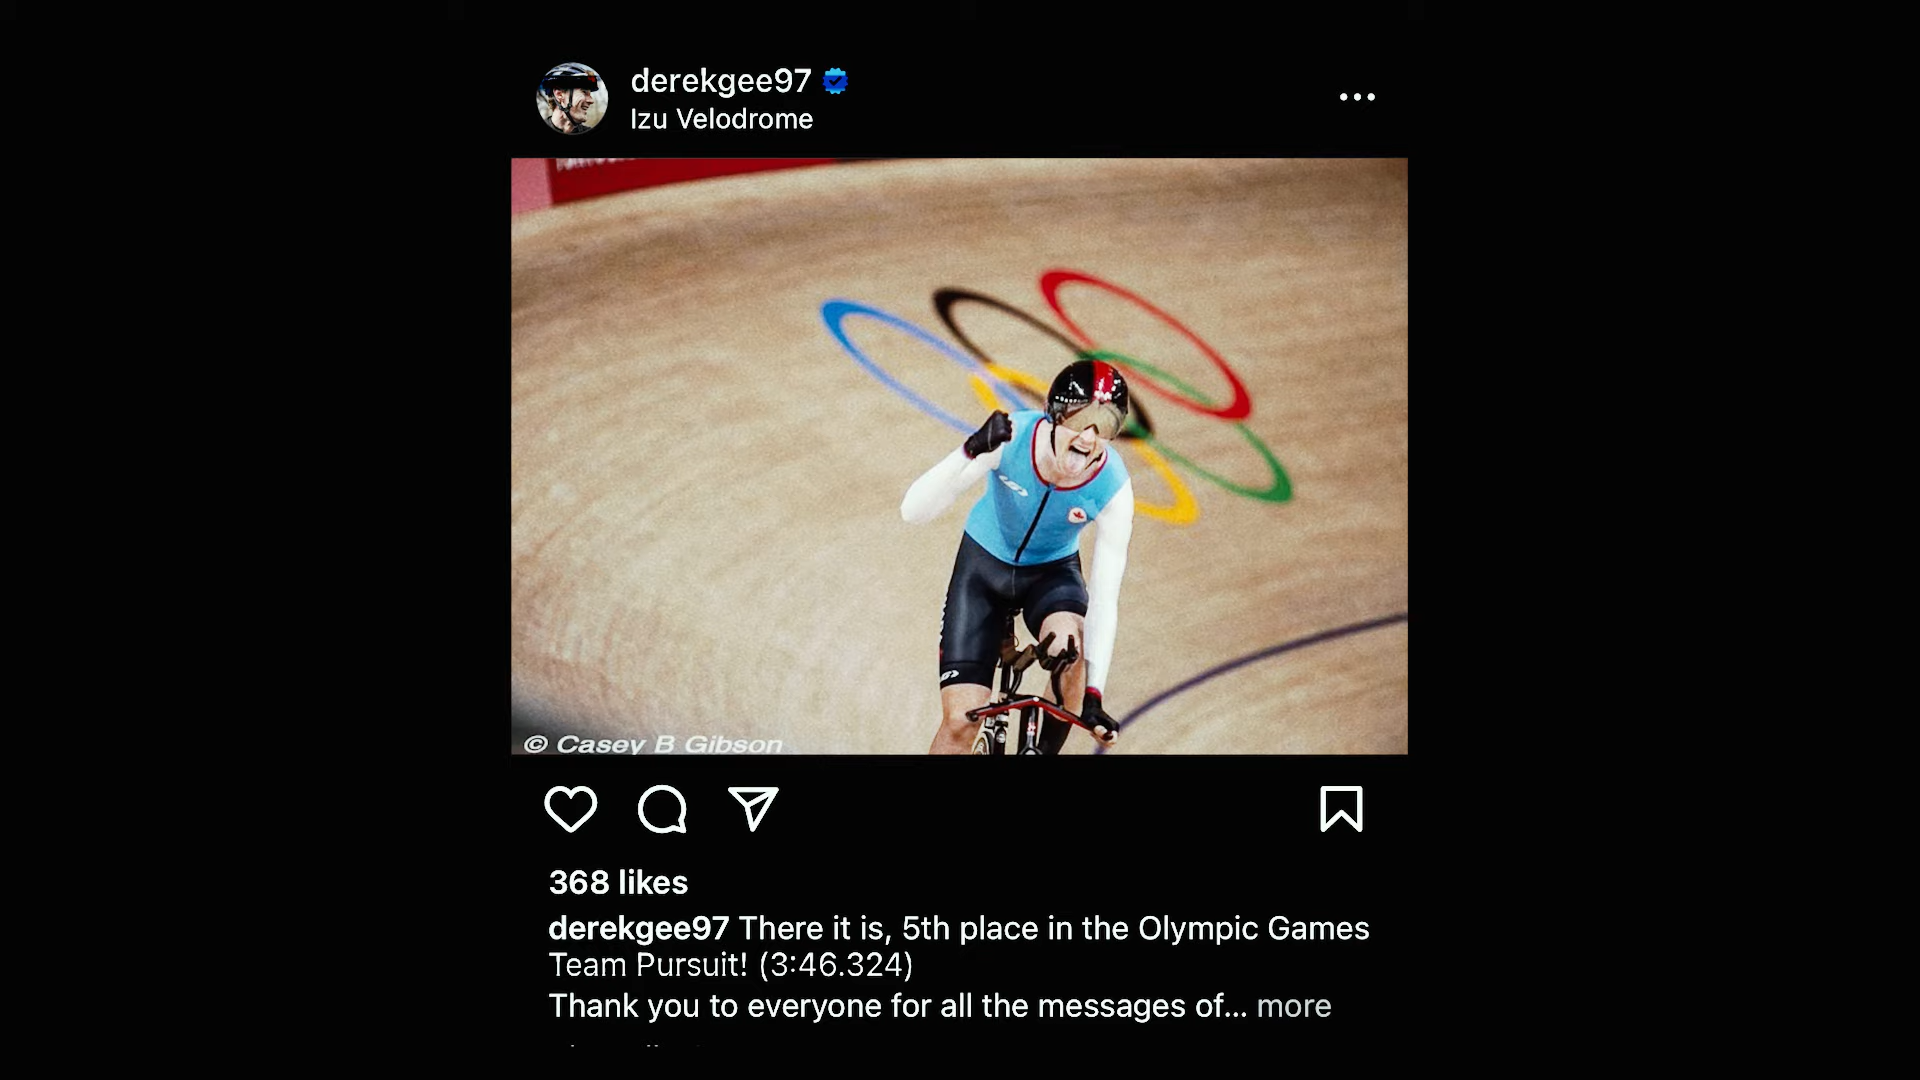 derekgee97
Izu Velodrome
© Casey B Gibson
368 likes
derekgee97 There it is, 5th place in the Olympic Games
Team Pursuit! (3:46.324)
Thank you to everyone for all the messages of... more